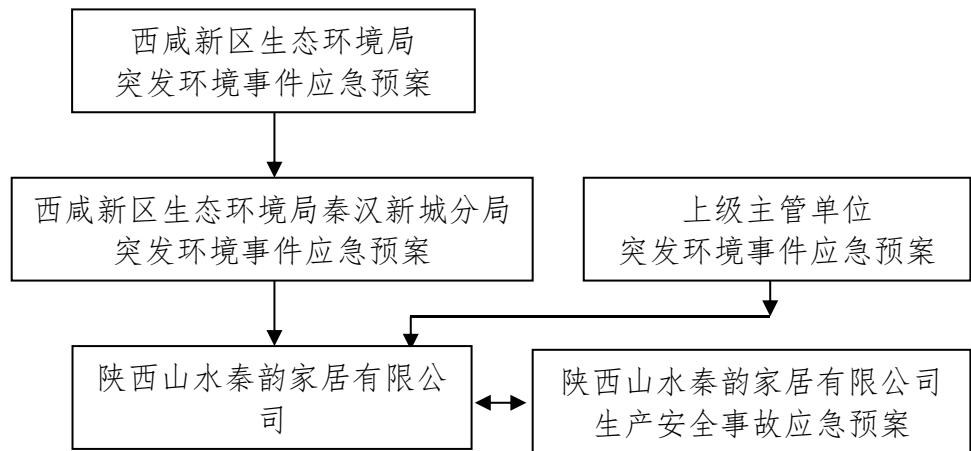 西咸新区生态环境局
突发环境事件应急预案
西咸新区生态环境局秦汉新城分局
突发环境事件应急预案
上级主管单位
突发环境事件应急预案
陕西山水秦韵家居有限公
司
陕西山水秦韵家居有限公司
生产安全事故应急预案